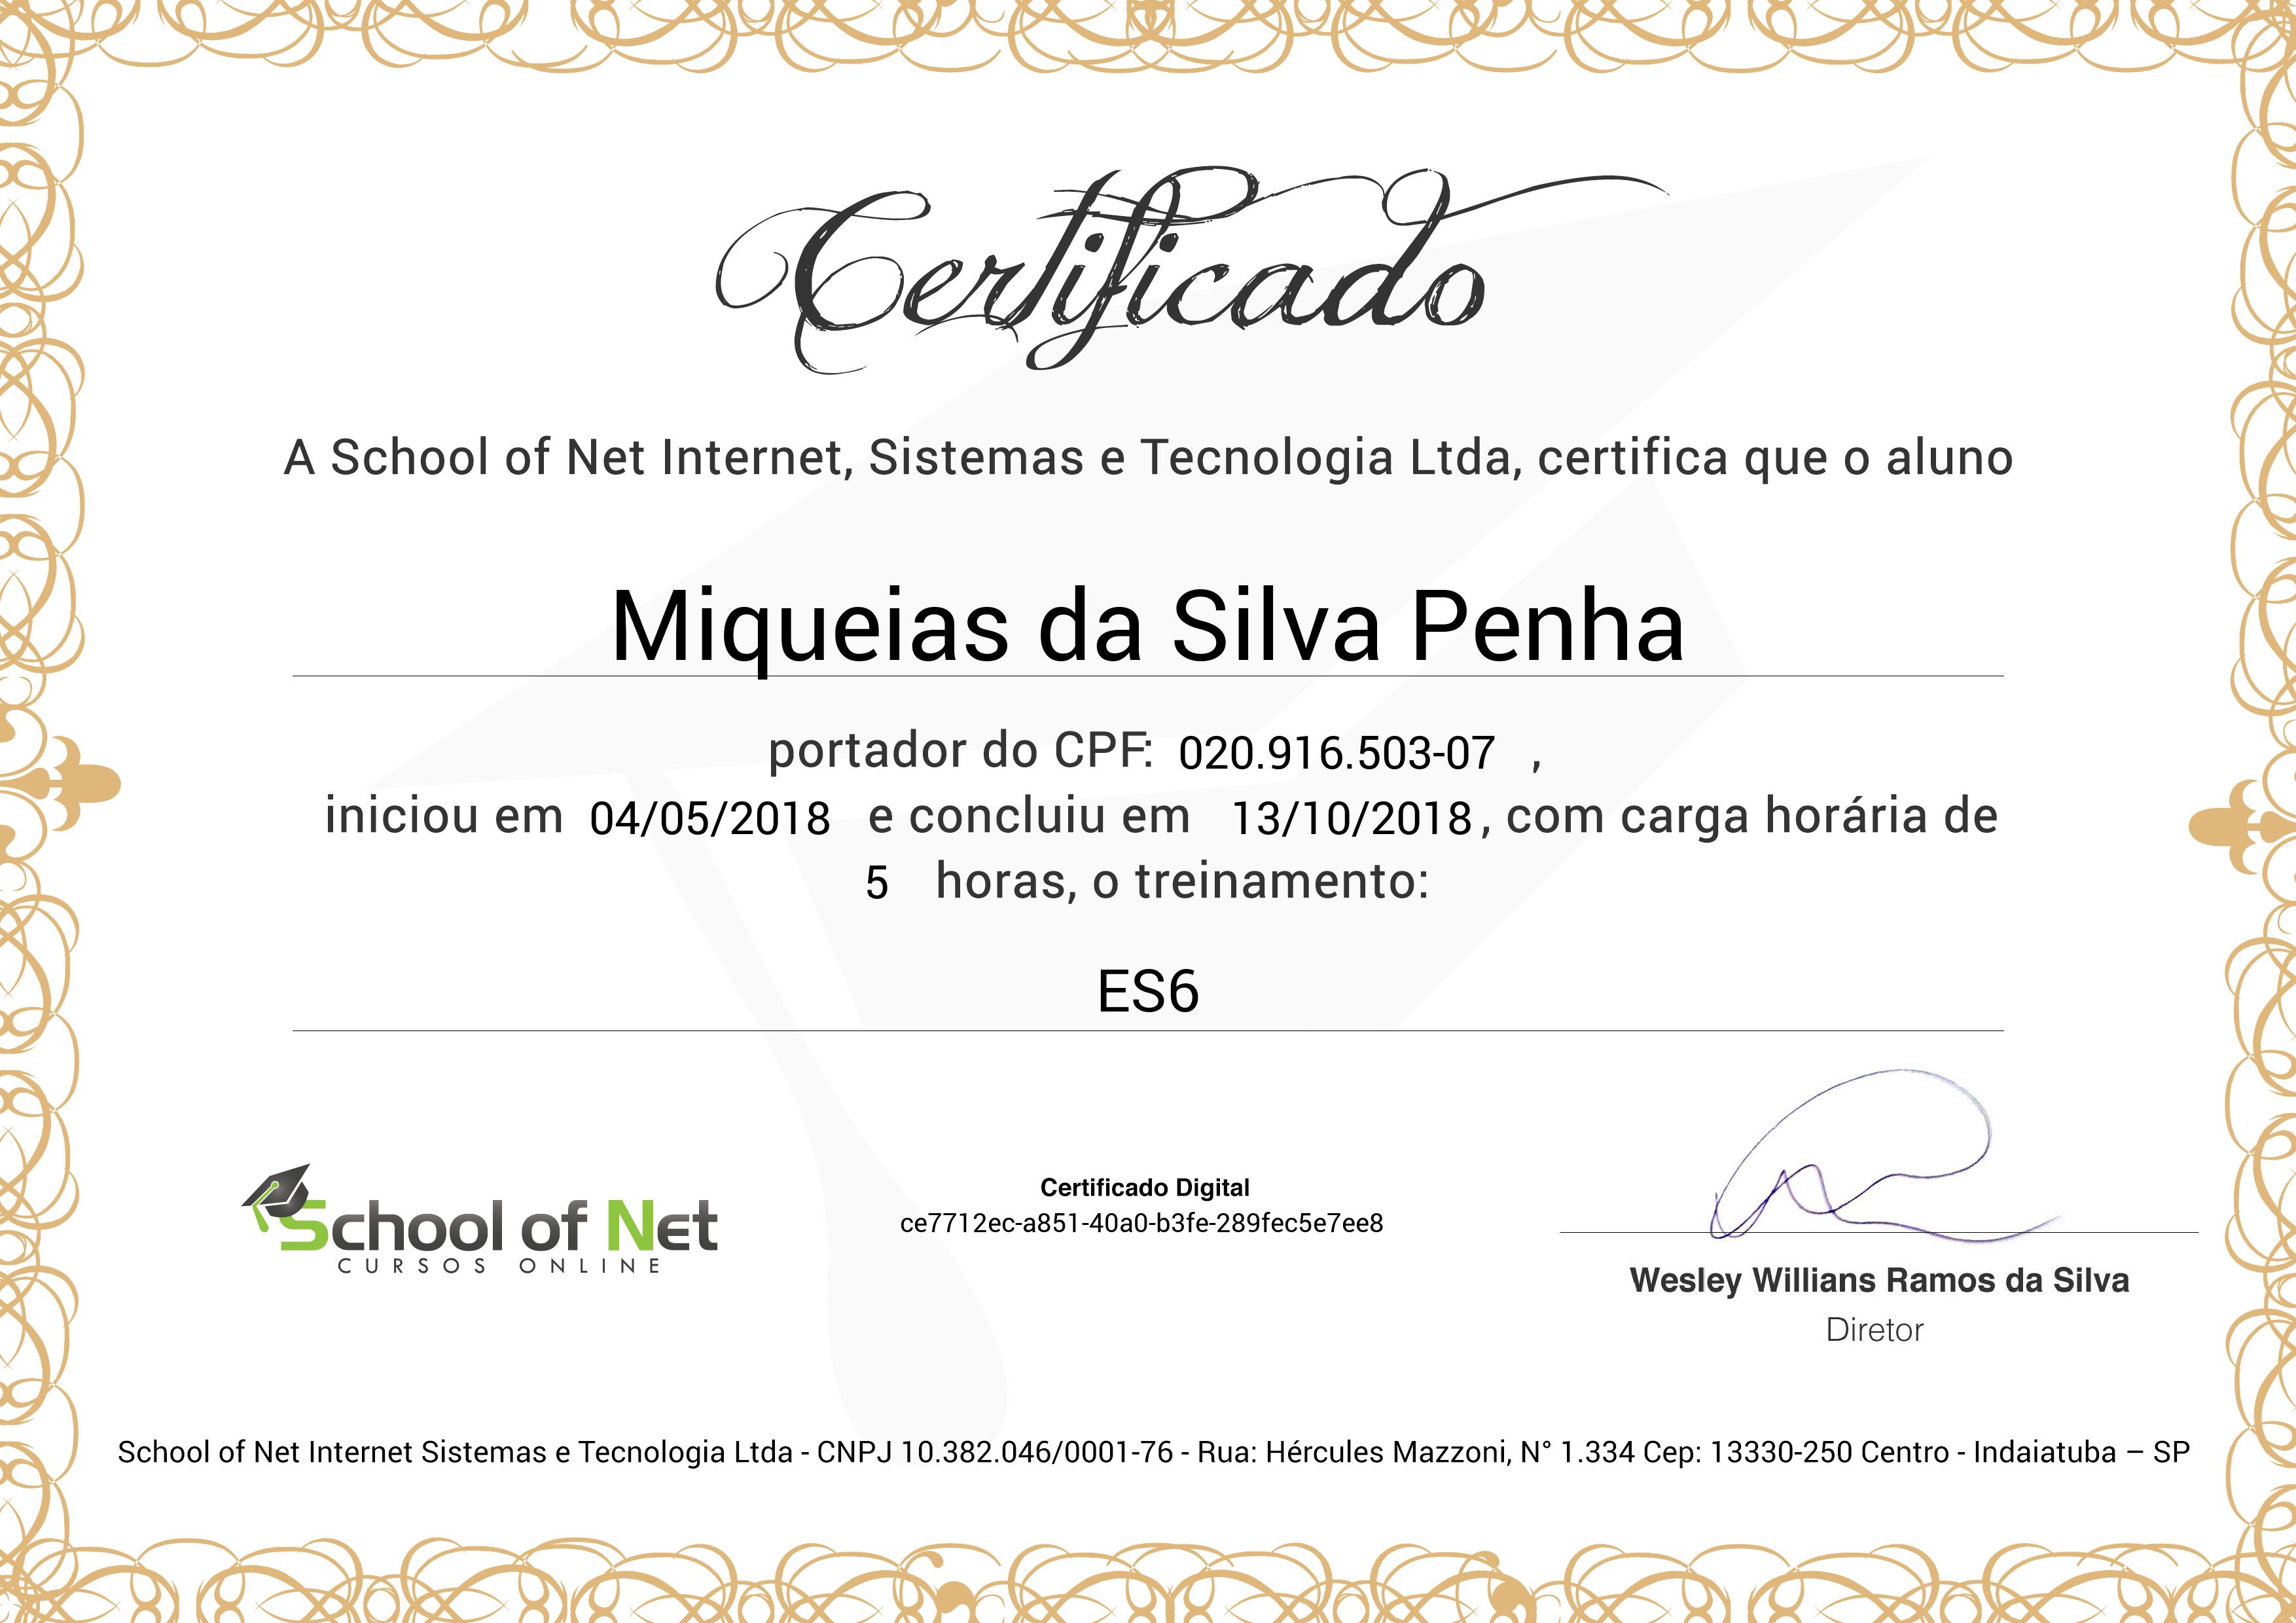 Certificado
A School of Net Internet, Sistemas e Tecnologia Ltda, certifica que o aluno
Miqueias da Silva Penha
portador do CPF: 020.916.503-07 ,
iniciou em 04/05/2018 e concluiu em 13/10/2018, com carga horária de
5 horas, o treinamento:
ES6
School of Net
CURSOS ONLINE
Certificado Digital
ce7712ec-a851-40a0-b3fe-289fec5e7ee8
Wesley Willians Ramos da Silva
Diretor
School of Net Internet Sistemas e Tecnologia Ltda - CNPJ 10.382.046/0001-76 - Rua: Hércules Mazzoni, N° 1.334 Cep: 13330-250 Centro - Indaiatuba – SP